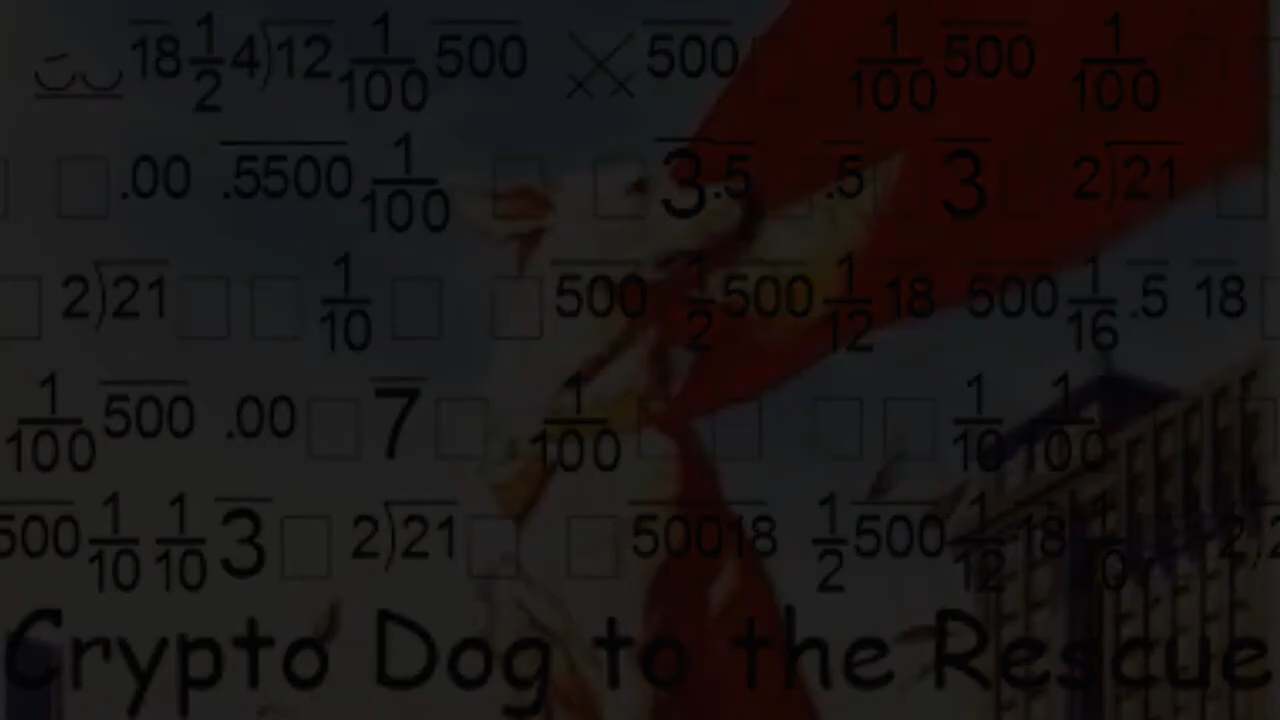 18 1/2 4)12 1/100 500 500 1/100 500 1/100
.00 .5500 1/100 3.5 .5 3 2)21
2)21 1/10 500 1/2 500 1/12 18 500 1/16 .5 18
1/100 500 .00 7 1/100 1/10 1/100
500 1/10 1/10 3 2)21 50018 1/2 500 1/12 18 1/0
Crypto Dog to the Rescue